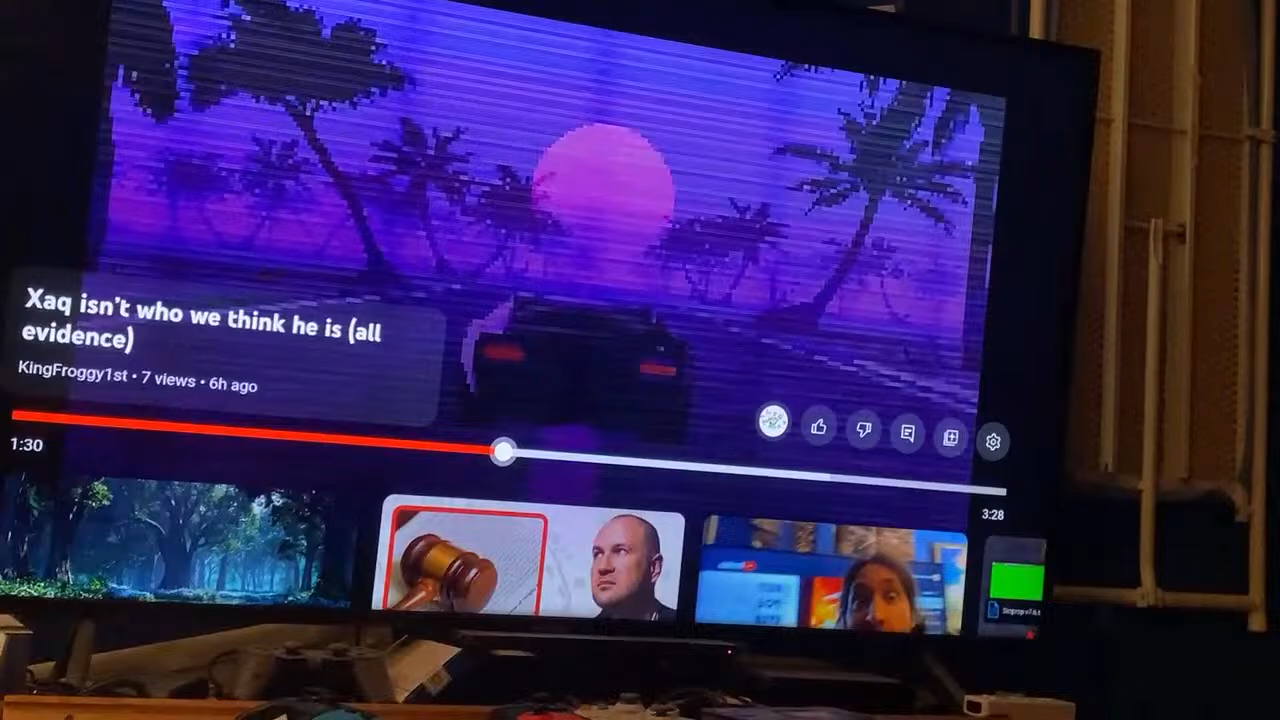 Xaq isn't who we think he is (all
evidence)
KingFroggy1st • 7 views • 6h ago
1:30
3:28